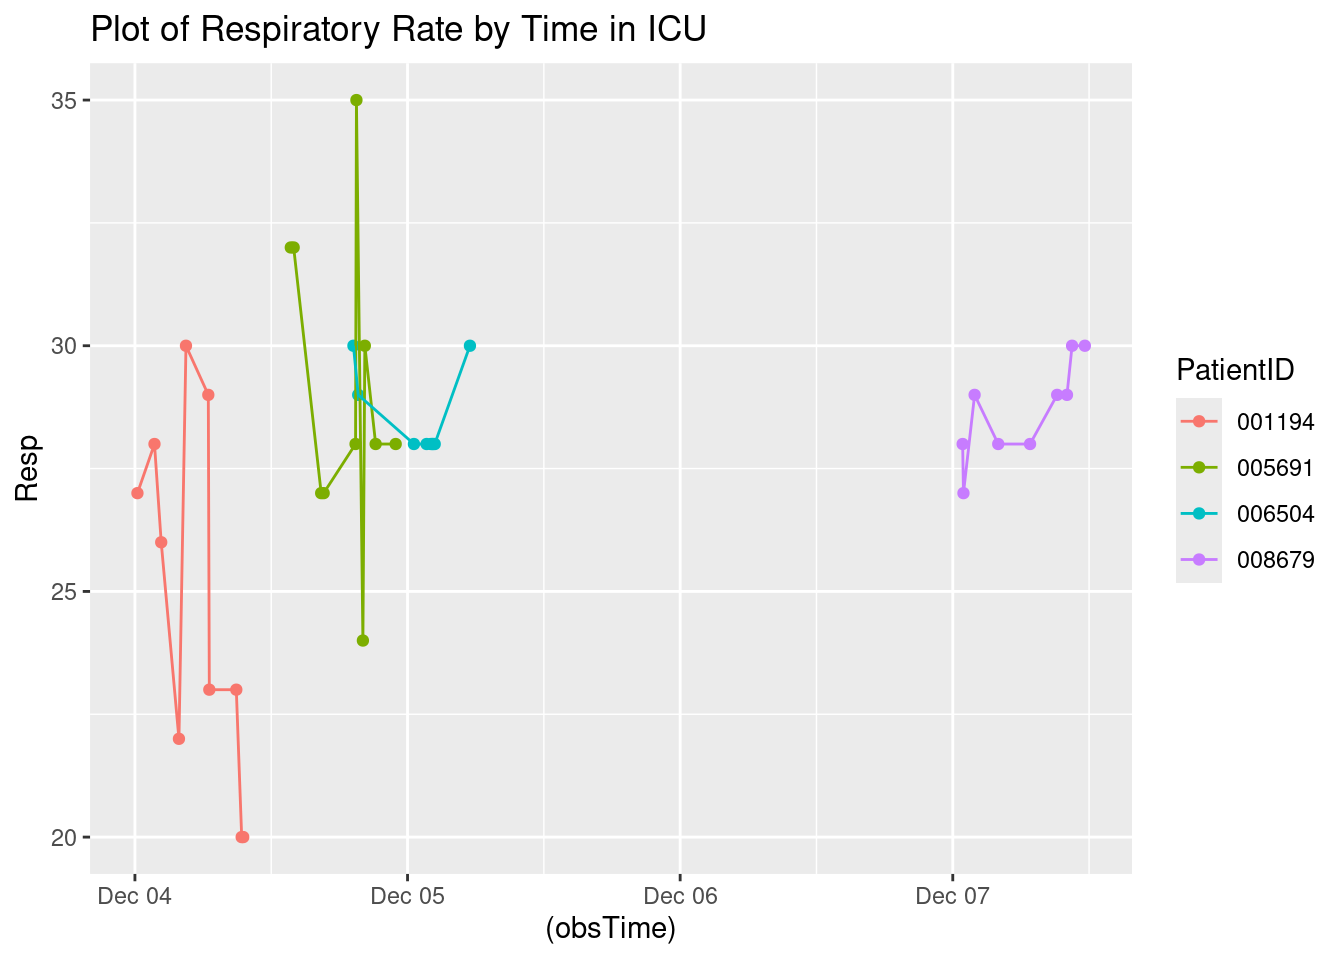 Plot of Respiratory Rate by Time in ICU
35
30
25
20
Resp
Dec 04
Dec 05
Dec 06
Dec 07
(obsTime)
PatientID
001194
005691
006504
008679